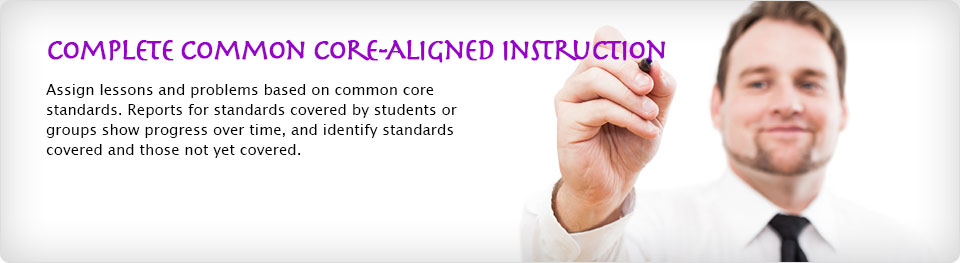 COMPLETE COMMON CORE-ALIGNED INSTRUCTION
Assign lessons and problems based on common core
standards. Reports for standards covered by students or
groups show progress over time, and identify standards
covered and those not yet covered.